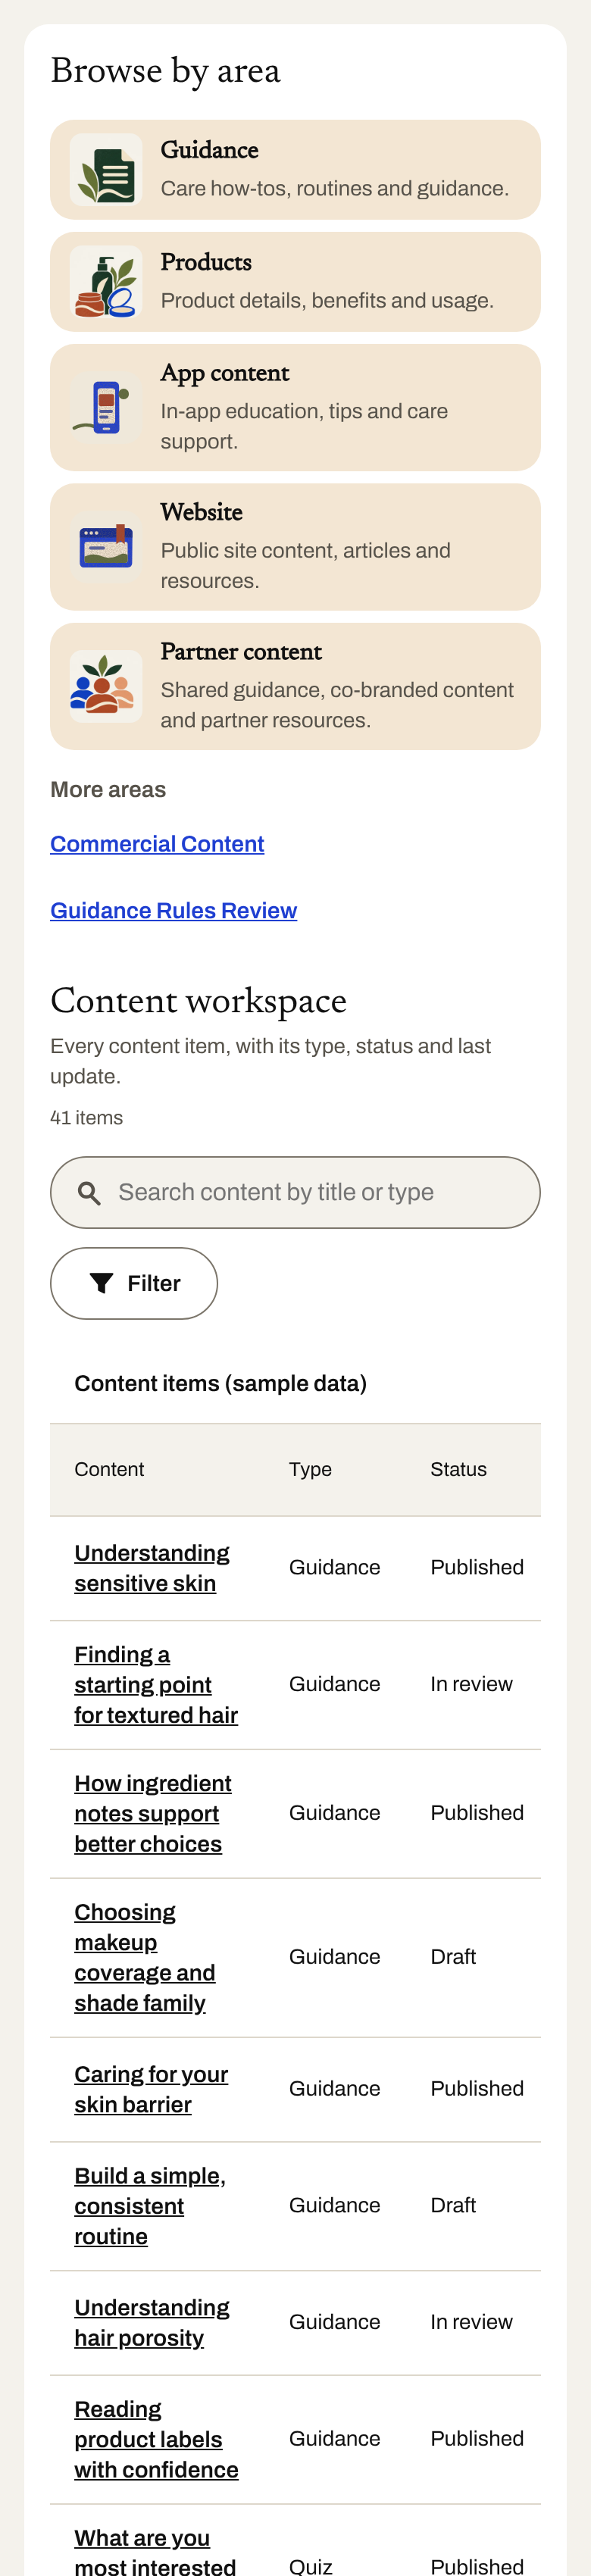 Browse by area
Guidance
Care how-tos, routines and guidance.
Products
Product details, benefits and usage.
App content
In-app education, tips and care
support.
Website
Public site content, articles and
resources.
Partner content
Shared guidance, co-branded content
and partner resources.
More areas
Commercial Content
Guidance Rules Review
Content workspace
Every content item, with its type, status and last
update.
41 items
Search content by title or type
Filter
Content items (sample data)
Content Type Status
Understanding
sensitive skin
Guidance Published
Finding a
starting point
for textured hair
Guidance In review
How ingredient
notes support
better choices
Guidance Published
Choosing
makeup
coverage and
shade family
Guidance Draft
Caring for your
skin barrier
Guidance Published
Build a simple,
consistent
routine
Guidance Draft
Understanding
hair porosity
Guidance In review
Reading
product labels
with confidence
Guidance Published
What are you
most interested
Quiz Published